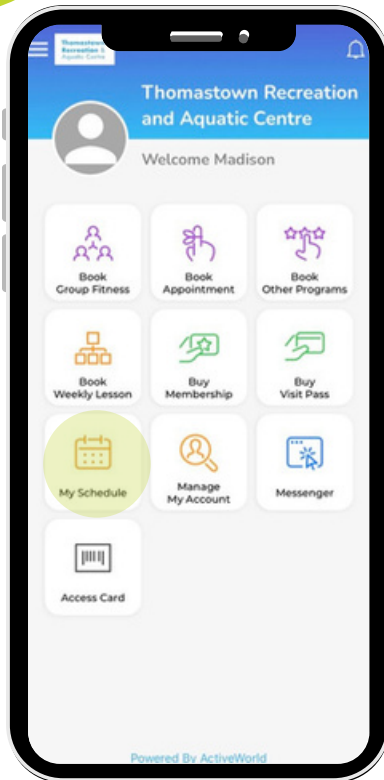 Thomastown
Recreation &
Aquatic Centre
Thomastown Recreation
and Aquatic Centre
Welcome Madison
Book
Group Fitness
Book
Appointment
Book
Other Programs
Book
Weekly Lesson
Buy
Membership
Buy
Visit Pass
My Schedule
Manage
My Account
Messenger
Access Card
Powered By ActiveWorld